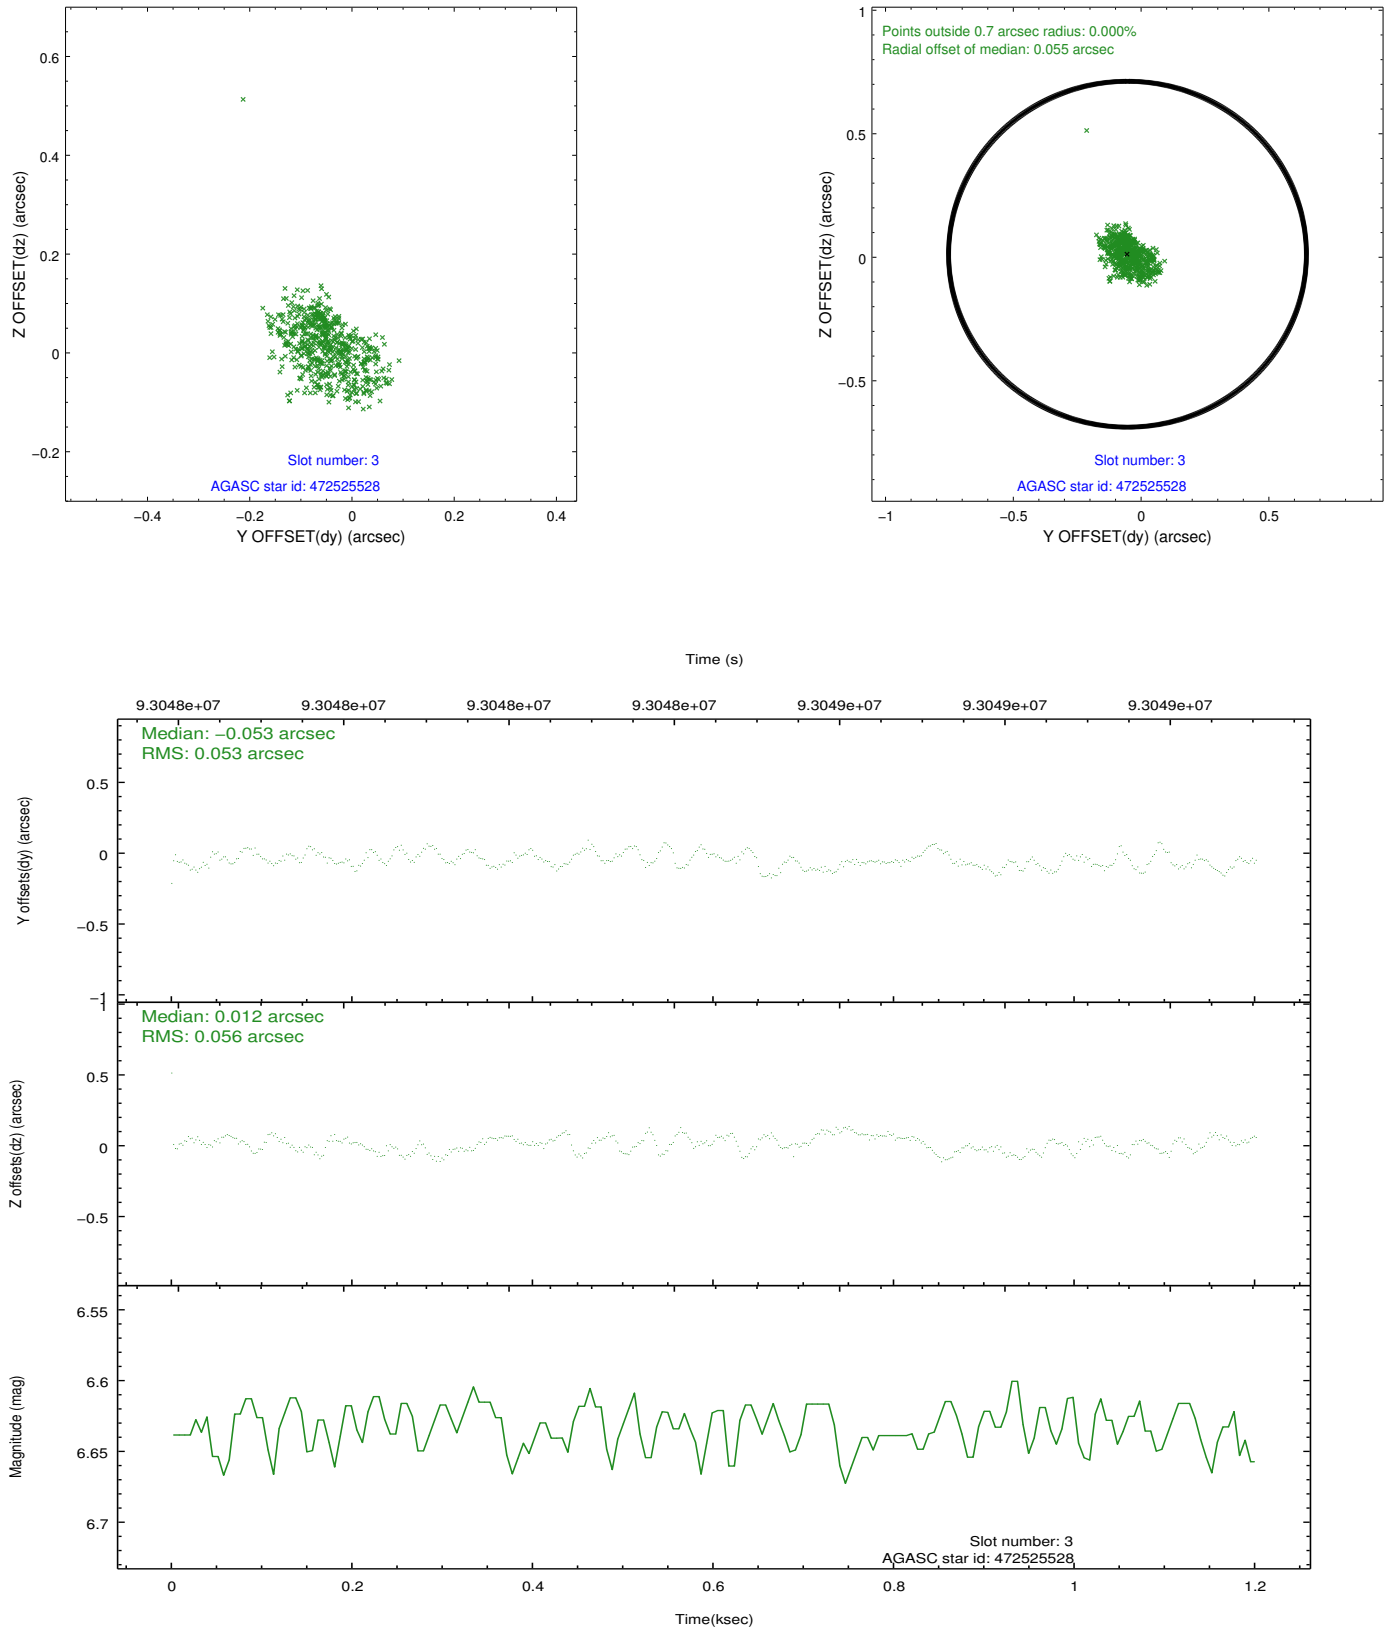 0.6
0.4
0.2
0
−0.2
Z OFFSET(dz) (arcsec)
−0.4
−0.2
0
0.2
0.4
Y OFFSET(dy) (arcsec)
Slot number: 3
AGASC star id: 472525528
Points outside 0.7 arcsec radius: 0.000%
Radial offset of median: 0.055 arcsec
1
0.5
0
−0.5
Z OFFSET(dz) (arcsec)
−1
−0.5
0
0.5
Y OFFSET(dy) (arcsec)
Slot number: 3
AGASC star id: 472525528
Time (s)
9.3048e+07 9.3048e+07 9.3048e+07 9.3048e+07 9.3049e+07 9.3049e+07 9.3049e+07
Median: −0.053 arcsec
RMS: 0.053 arcsec
0.5
0
−0.5
−1
Y offsets(dy) (arcsec)
Median: 0.012 arcsec
RMS: 0.056 arcsec
1
0.5
0
−0.5
Z offsets(dz) (arcsec)
6.55
6.6
6.65
6.7
Magnitude (mag)
Slot number: 3
AGASC star id: 472525528
0 0.2 0.4 0.6 0.8 1 1.2
Time(ksec)